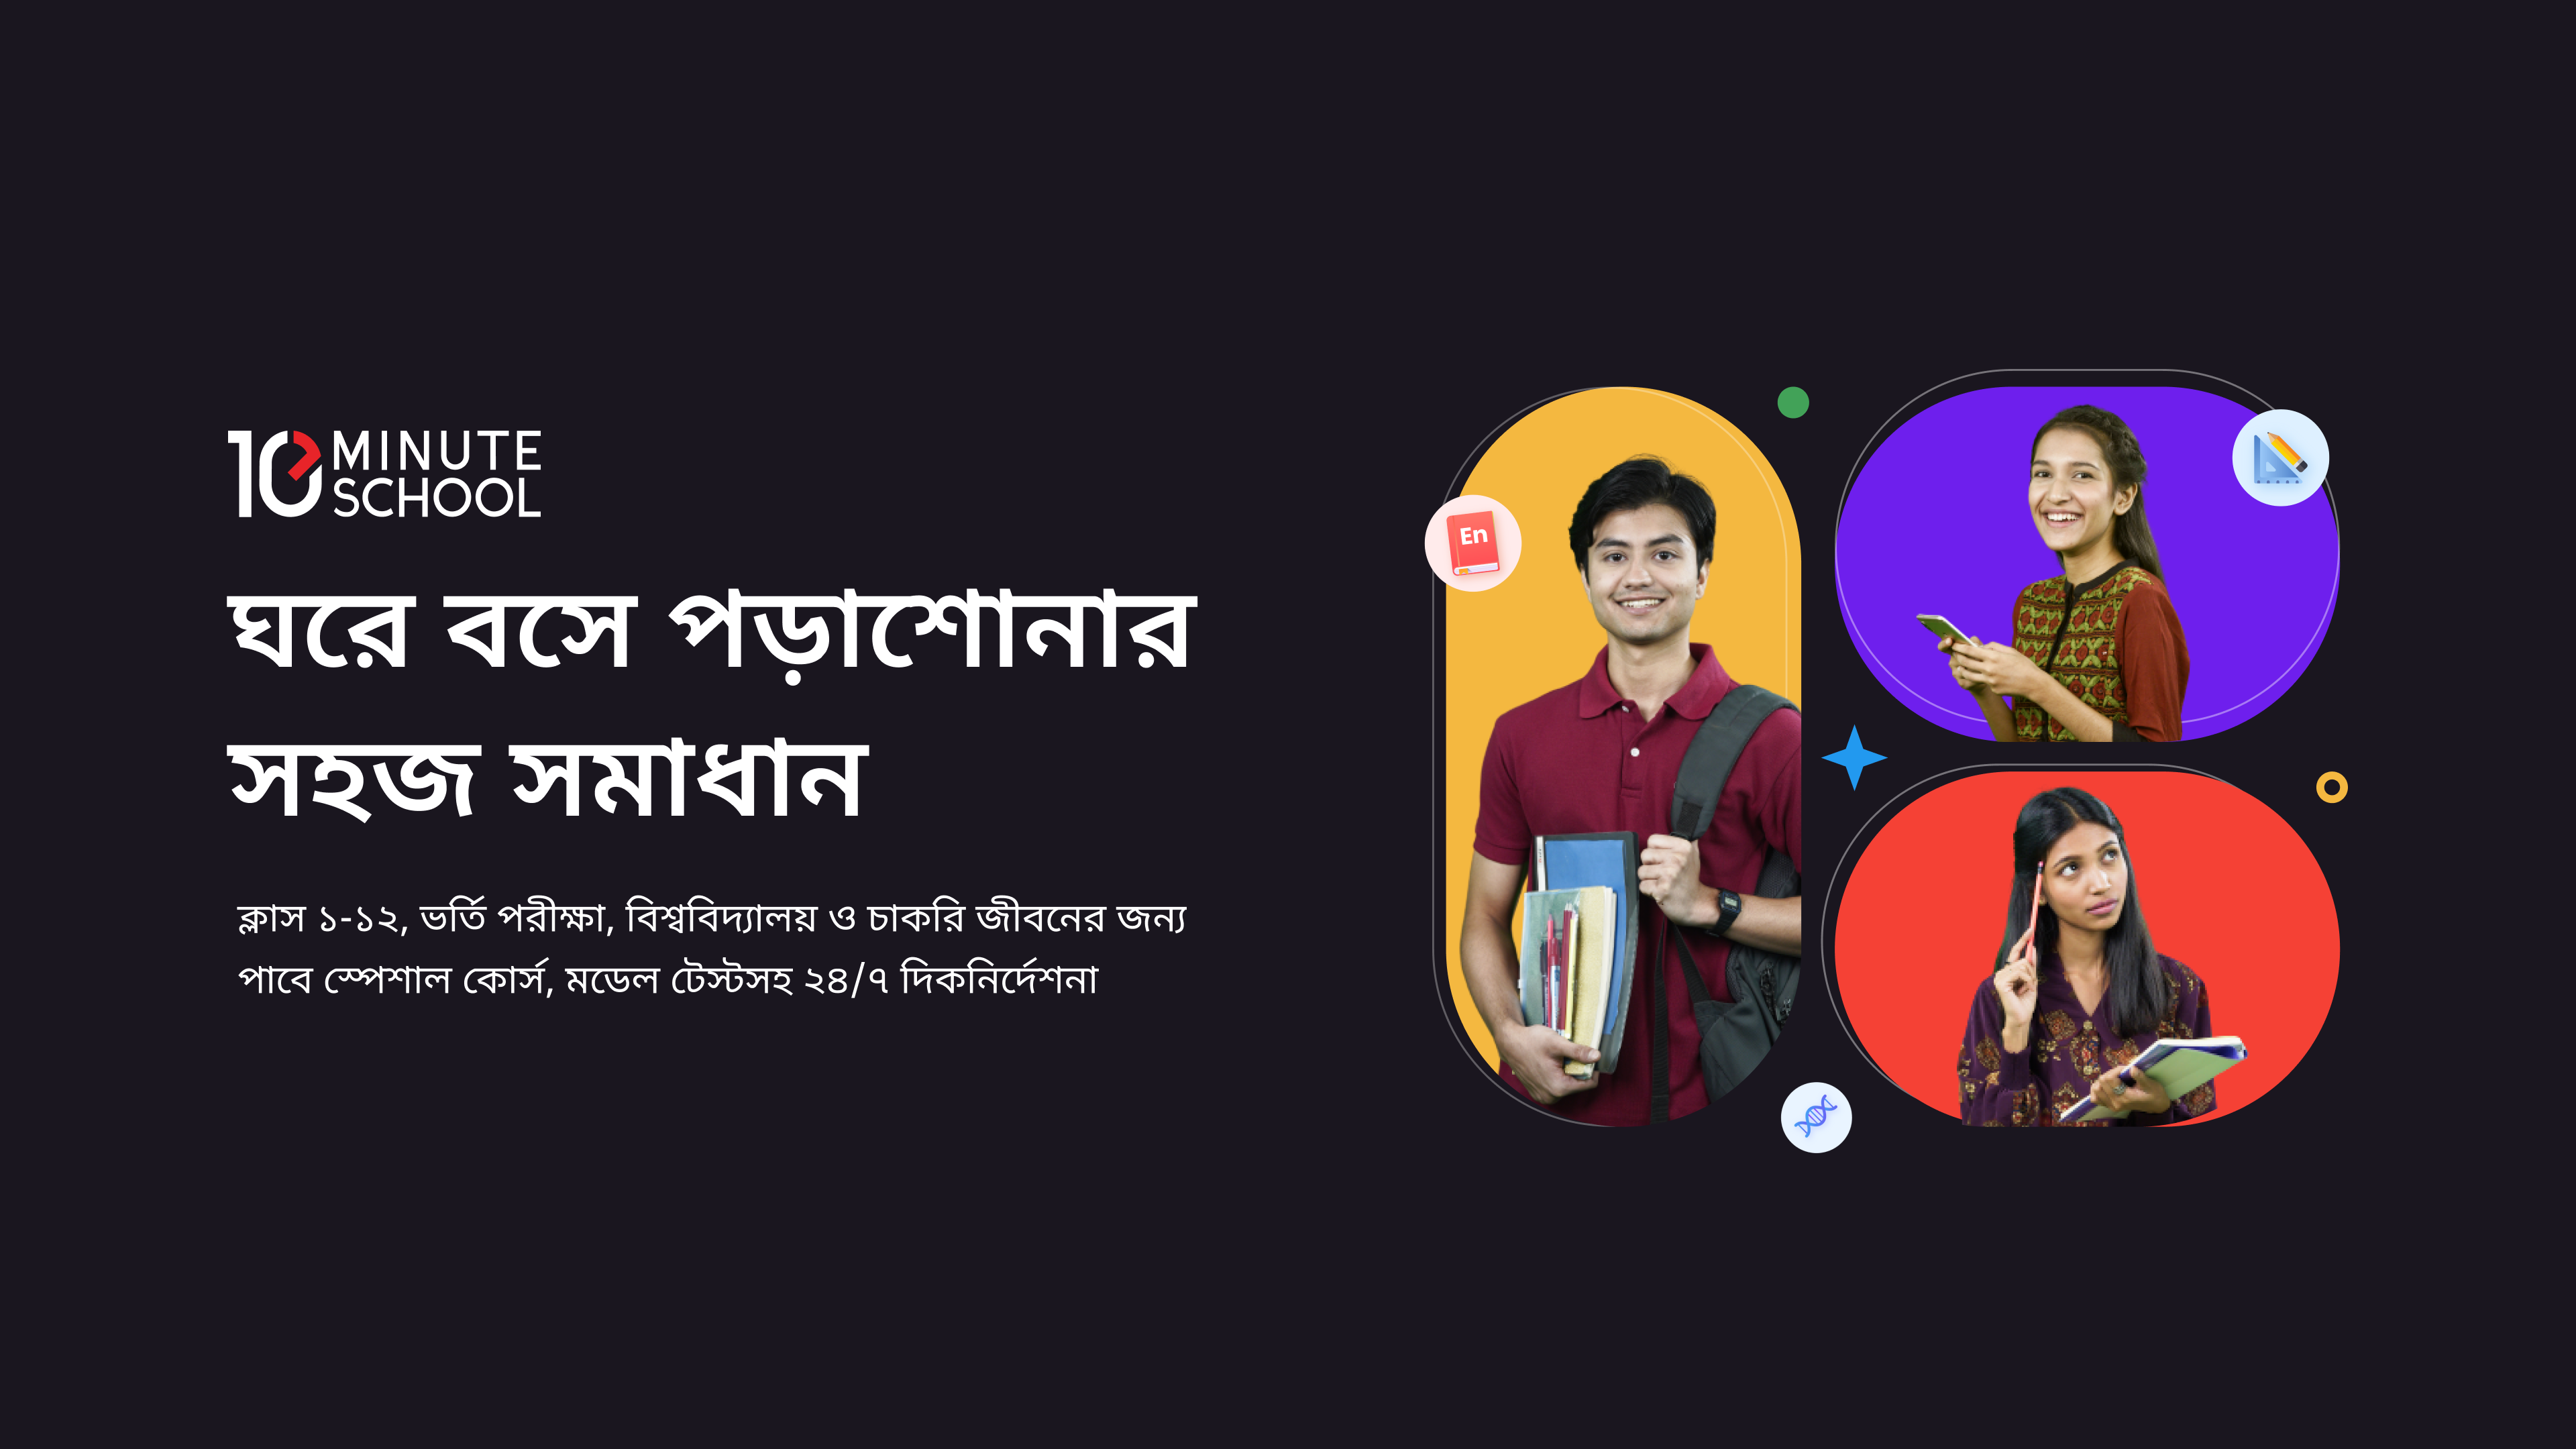 10 MINUTE
SCHOOL
ঘরে বসে পড়াশোনার
সহজ সমাধান
ক্লাস ১-১২, ভর্তি পরীক্ষা, বিশ্ববিদ্যালয় ও চাকরি জীবনের জন্য
পাবে স্পেশাল কোর্স, মডেল টেস্টসহ ২৪/৭ দিকনির্দেশনা
En